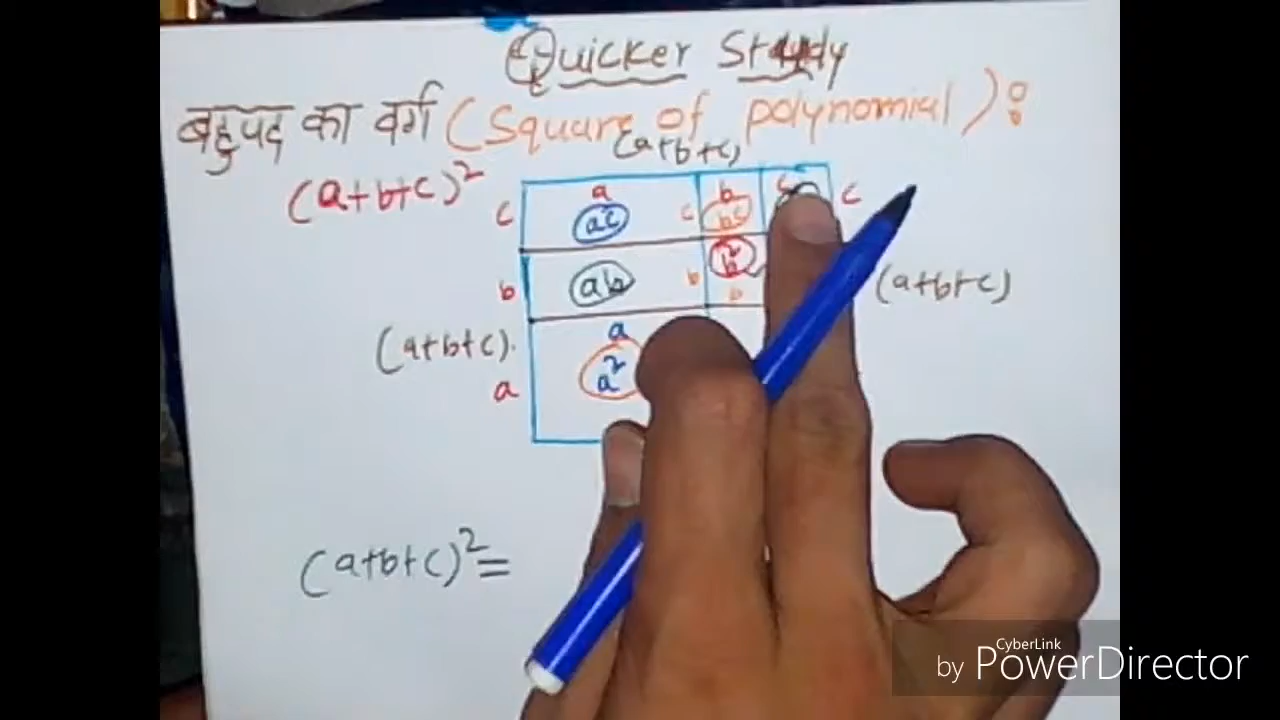 Quicker Study
बहुपद का वर्ग (Square of polynomial):
(a+b+c)
(a+b+c)²
a b c
c ac c bc c
b ab b b²
b
(a+b+c)
(a+b+c).
a
a a²
(a+b+c)²=
CyberLink
by PowerDirector